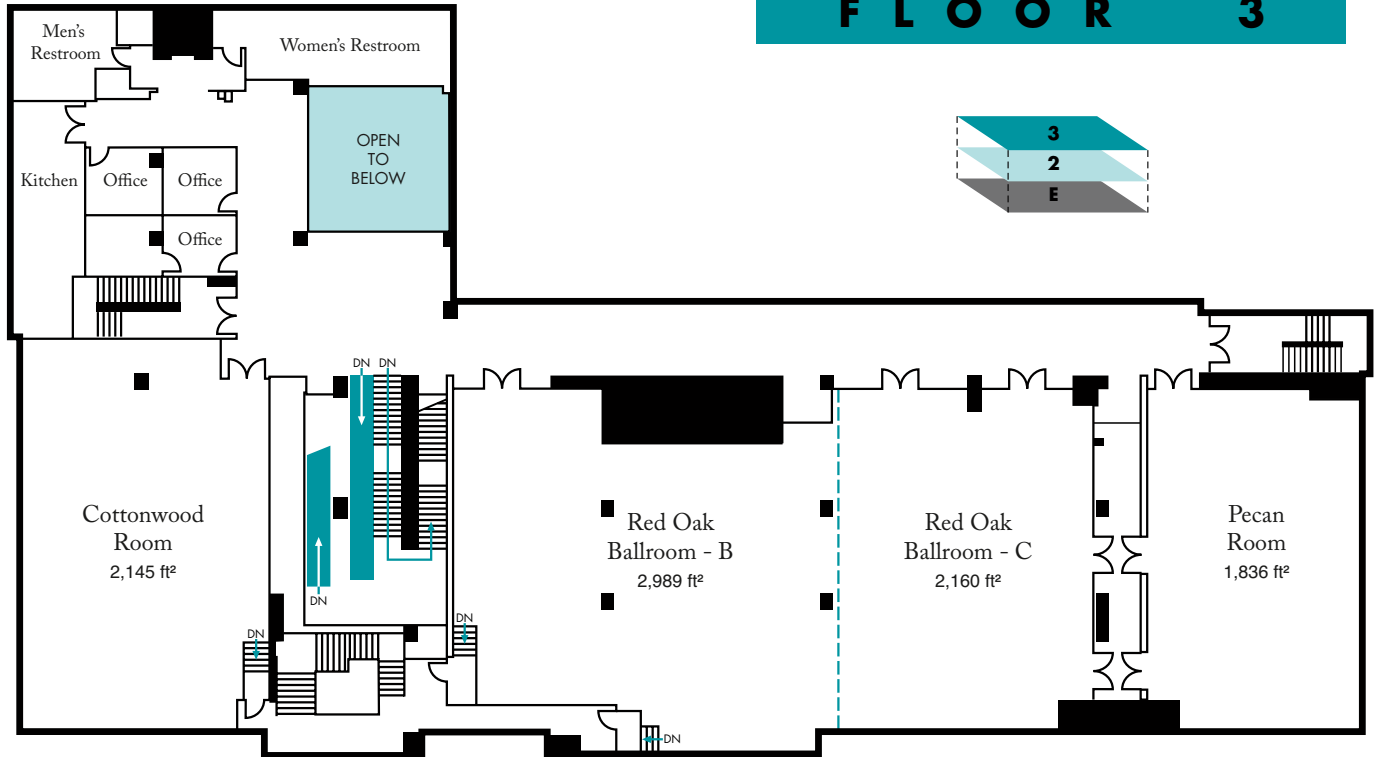 FLOOR 3
Men's
Restroom
Women's Restroom
OPEN
TO
BELOW
3
2
E
Kitchen
Office
Office
Office
DN
DN
Cottonwood
Room
2,145 ft²
DN
DN
DN
Red Oak
Ballroom - B
2,989 ft²
Red Oak
Ballroom - C
2,160 ft²
Pecan
Room
1,836 ft²
DN